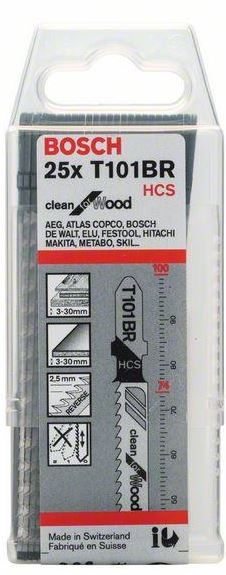 BOSCH
25x T101BR
HCS
clean for Wood
AEG, ATLAS COPCO, BOSCH
DE WALT, ELU, FESTOOL, HITACHI
MAKITA, METABO, SKIL...
3-30mm
3-30mm
2,5 mm
REVERSE
T101BR
HCS
clean for Wood
100
90
80
74
70
60
50
Made in Switzerland
Fabriqué en Suisse